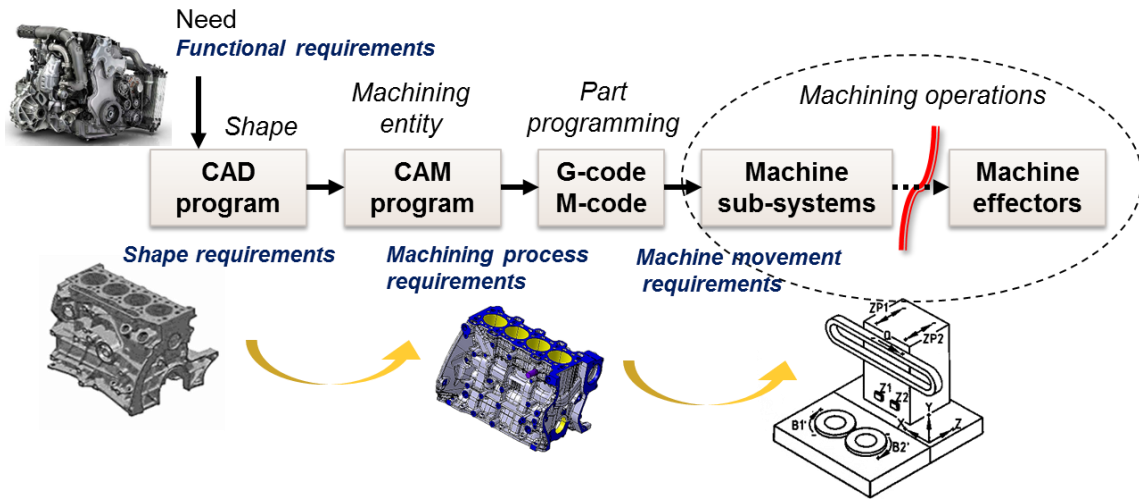 Need
Functional requirements
Shape
Machining
entity
Part
programming
Machining operations
CAD
program
CAM
program
G-code
M-code
Machine
sub-systems
Machine
effectors
Shape requirements
Machining process
requirements
Machine movement
requirements
ZP1
Q
ZP2
Z1
Z2
X
Y
Z
B1'
B2'